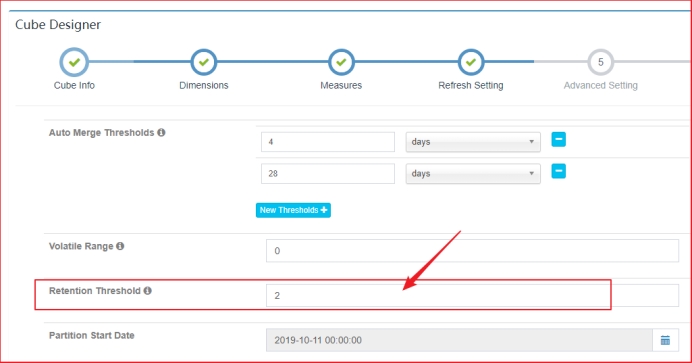 Cube Designer
5
Cube Info Dimensions Measures Refresh Setting Advanced Setting
Auto Merge Thresholds
4 days
28 days
New Thresholds
Volatile Range
0
Retention Threshold
2
Partition Start Date
2019-10-11 00:00:00